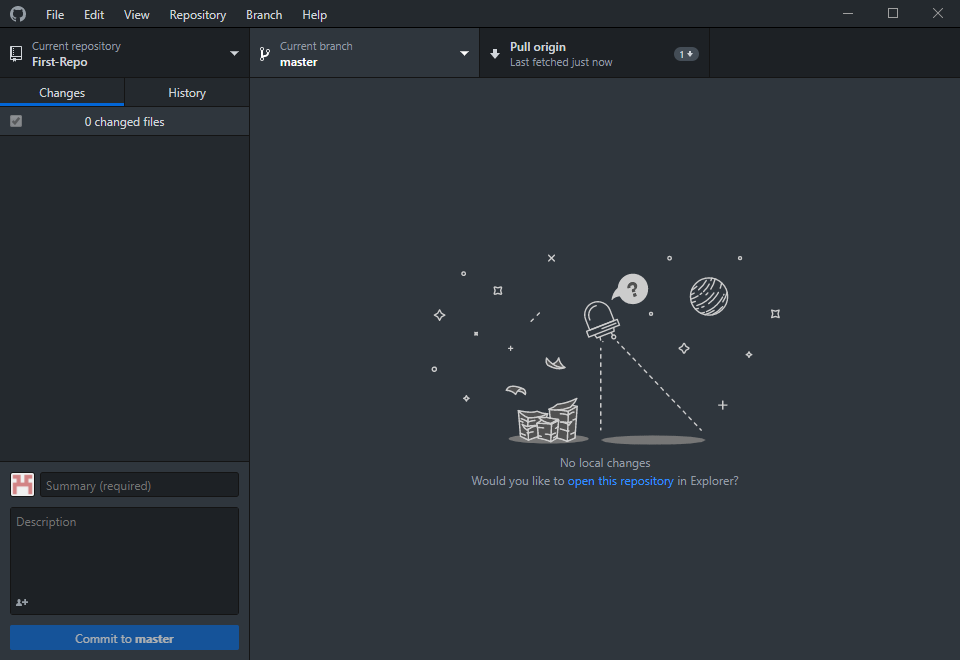 File Edit View Repository Branch Help
Current repository
First-Repo
Current branch
master
Pull origin
Last fetched just now
1
Changes
History
0 changed files
?
No local changes
Would you like to open this repository in Explorer?
Summary (required)
Description
Commit to master